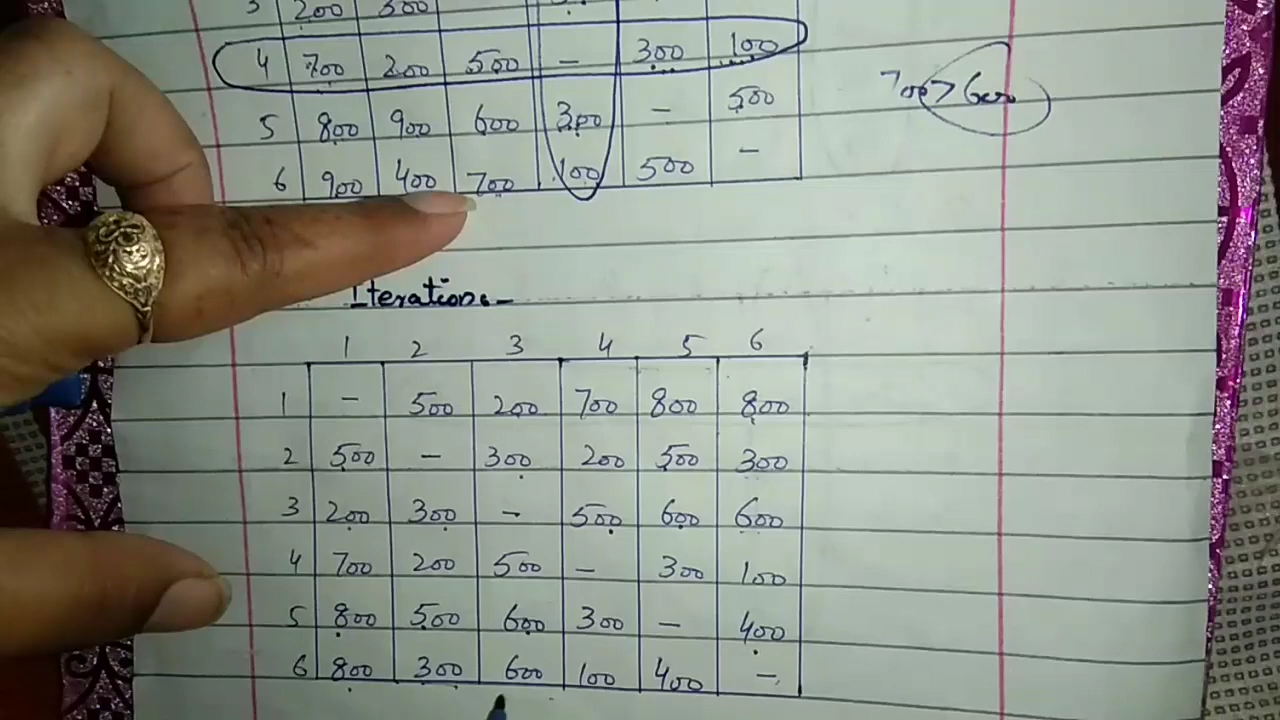 3 200 300
4 700 200 500 - 300 100
700 > 600
5 800 900 600 300 - 500
6 900 400 700 100 500 -
Iteration:-
1 2 3 4 5 6
1 - 500 200 700 800 800
2 500 - 300 200 500 300
3 200 300 - 500 600 600
4 700 200 500 - 300 100
5 800 500 600 300 - 400
6 800 300 600 100 400 -